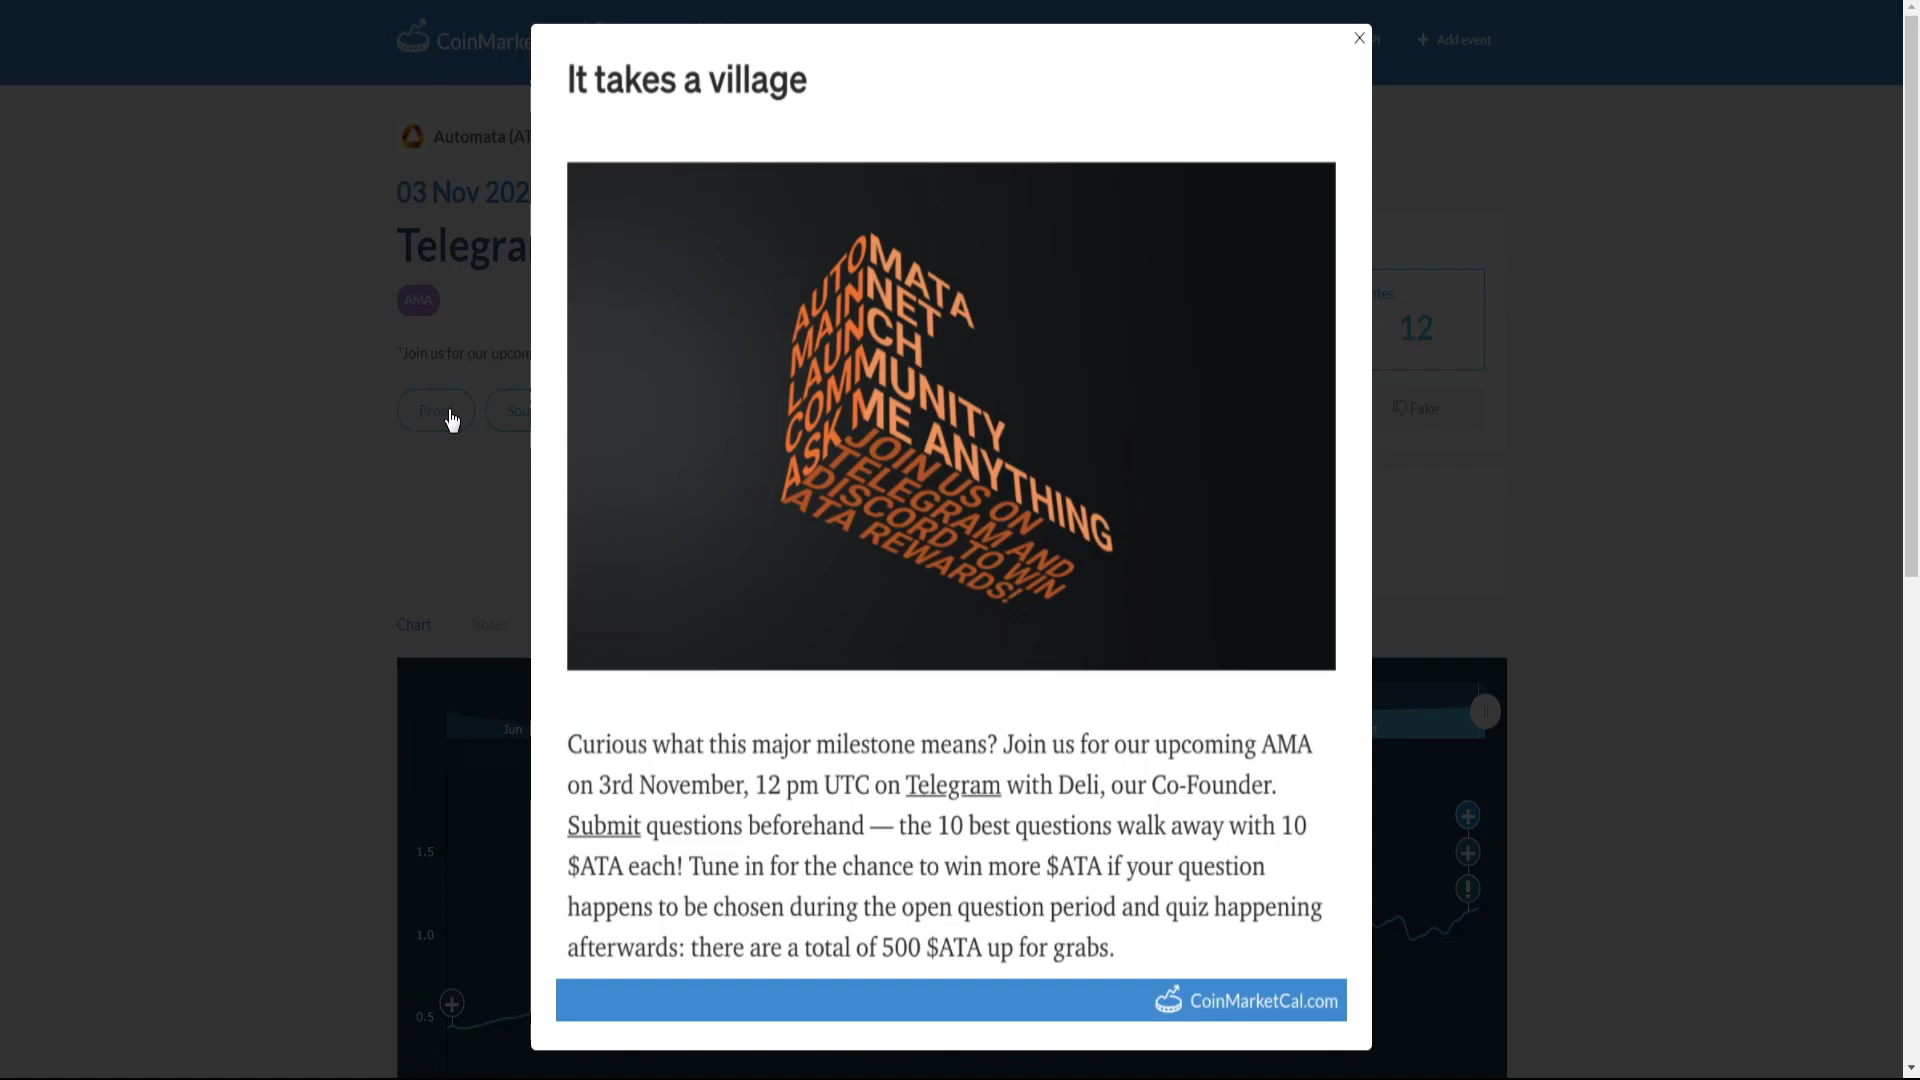 CoinMarke
PI
Add event
X
It takes a village
Automata (AT
03 Nov 202
Telegra
AMA
"Join us for our upcom
Proof
Sou
AUTOMATA
MAINNET
LAUNCH
COMMUNITY
ASK ME ANYTHING
JOIN US ON
TELEGRAM AND
DISCORD TO WIN
ATA REWARDS!
tes
12
Fake
Chart
Votes
Jun
1.5
1.0
0.5
Curious what this major milestone means? Join us for our upcoming AMA
on 3rd November, 12 pm UTC on Telegram with Deli, our Co-Founder.
Submit questions beforehand — the 10 best questions walk away with 10
$ATA each! Tune in for the chance to win more $ATA if your question
happens to be chosen during the open question period and quiz happening
afterwards: there are a total of 500 $ATA up for grabs.
CoinMarketCal.com